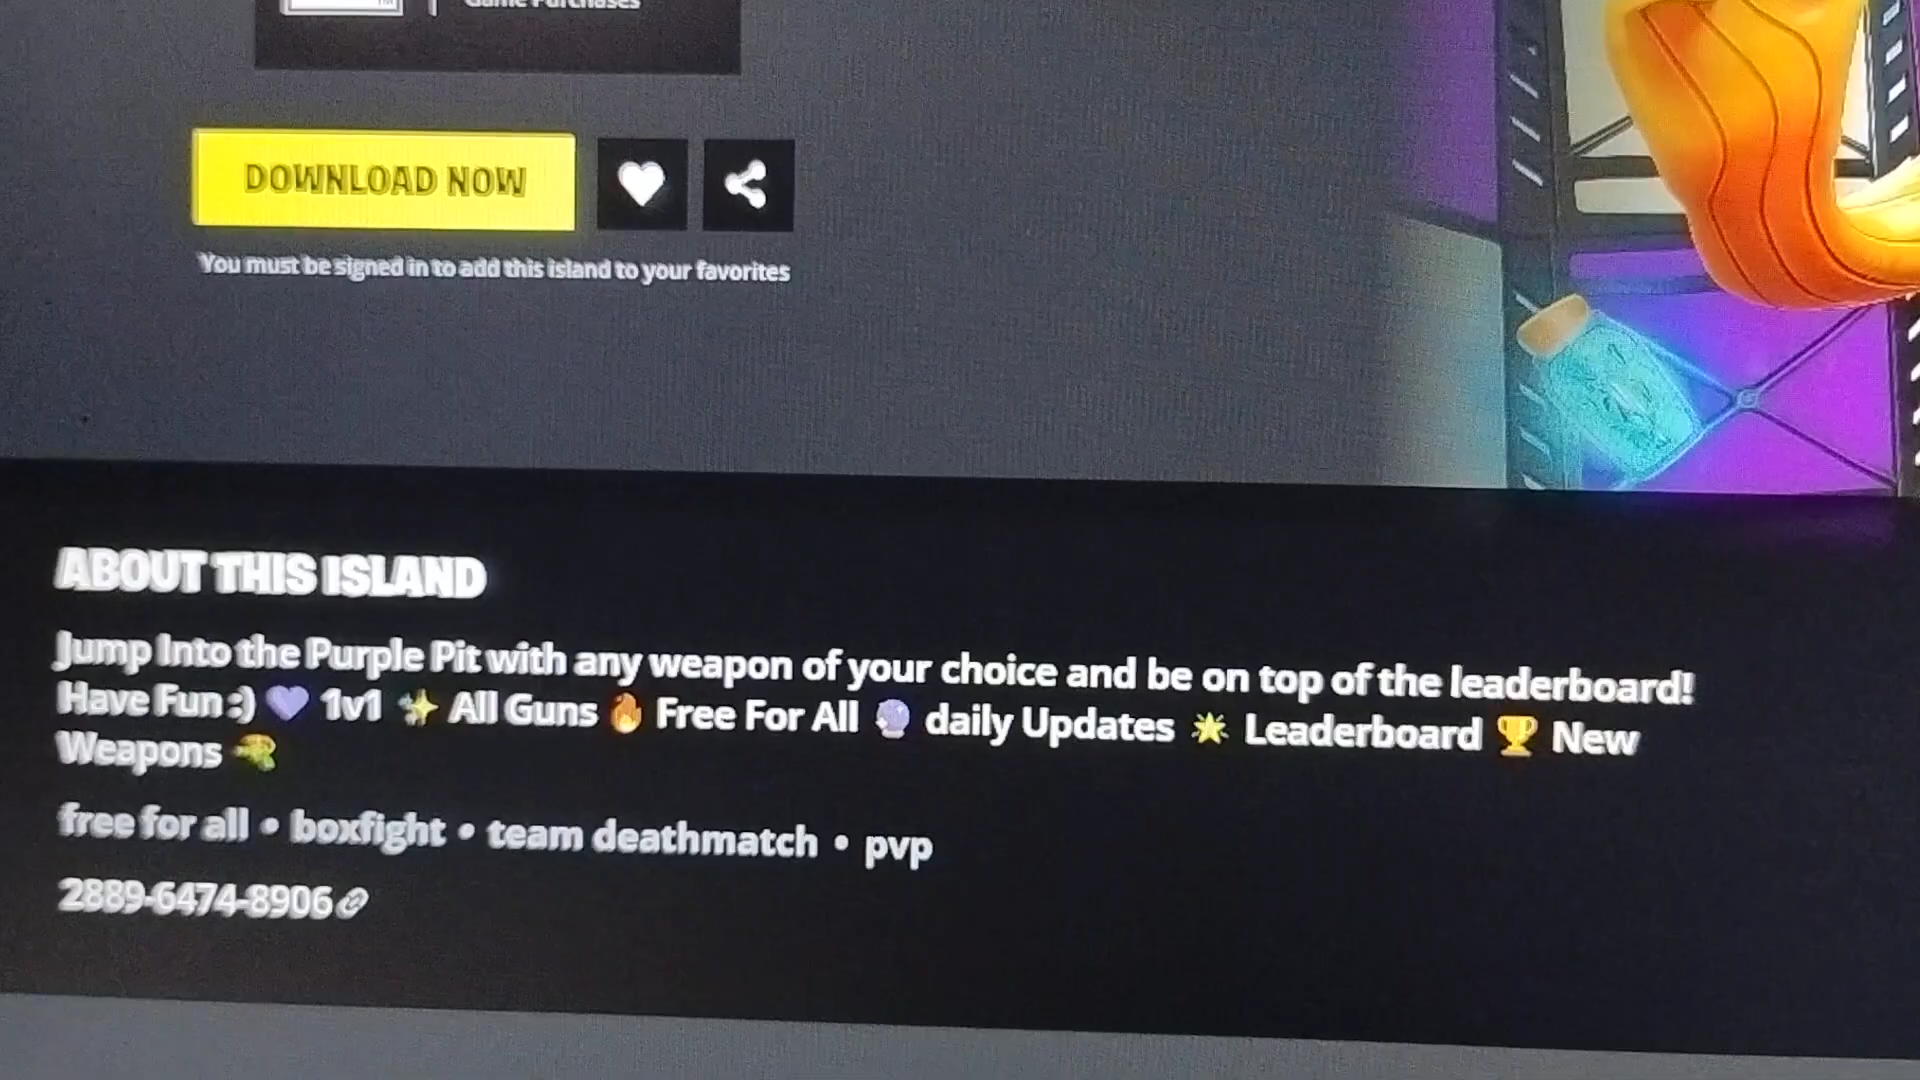 Game Purchases
DOWNLOAD NOW
You must be signed in to add this island to your favorites
ABOUT THIS ISLAND
Jump Into the Purple Pit with any weapon of your choice and be on top of the leaderboard!
Have Fun :) 💜 1v1 ✨ All Guns 🔥 Free For All 🔮 daily Updates 🌟 Leaderboard 🏆 New
Weapons 🔫
free for all • boxfight • team deathmatch • pvp
2889-6474-8906